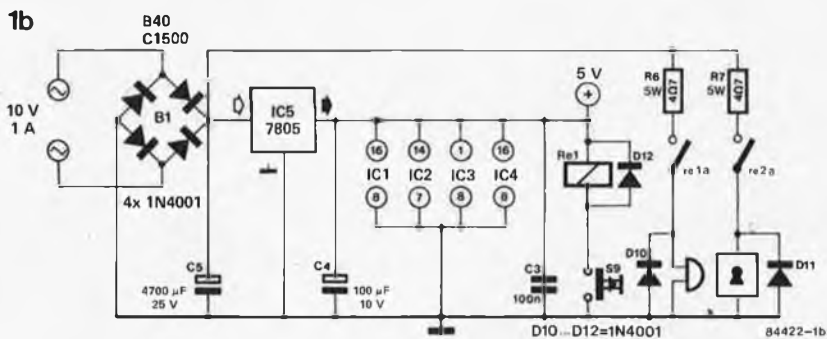 1b
B40
C1500
10 V
1 A
B1
4x 1N4001
IC5
7805
C5
4700 µF
25 V
C4
100 µF
10 V
16
14
1
16
IC1
IC2
IC3
IC4
8
7
8
8
C3
100n
5 V
+
Re1
D12
S9
R6
5W
4Ω7
R7
5W
4Ω7
re1a
re2a
D10
D11
D10...D12=1N4001
84422-1b